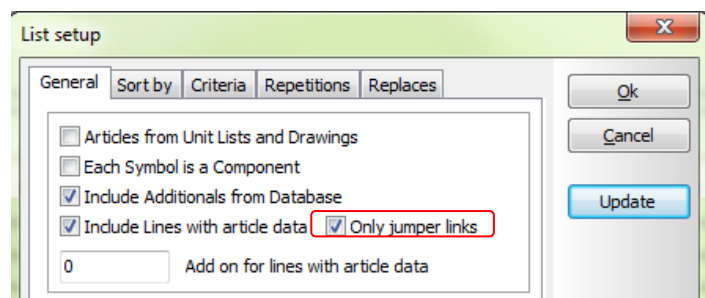 List setup
General Sort by Criteria Repetitions Replaces
Ok
Articles from Unit Lists and Drawings
Cancel
Each Symbol is a Component
Include Additionals from Database
Update
Include Lines with article data Only jumper links
0 Add on for lines with article data